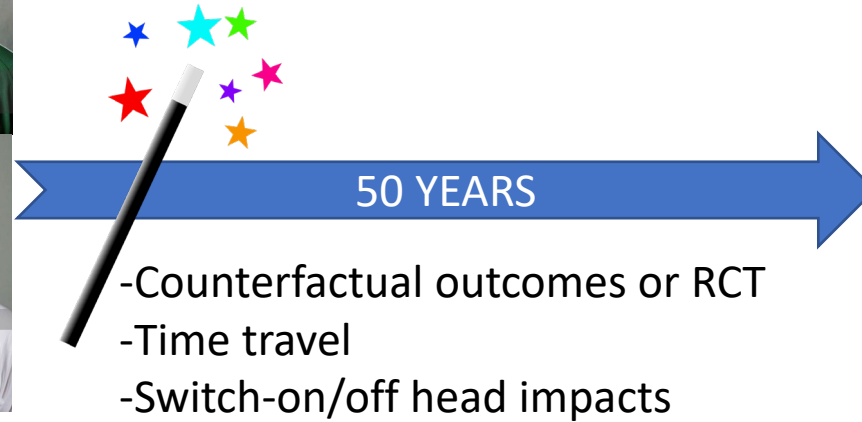 50 YEARS
-Counterfactual outcomes or RCT
-Time travel
-Switch-on/off head impacts